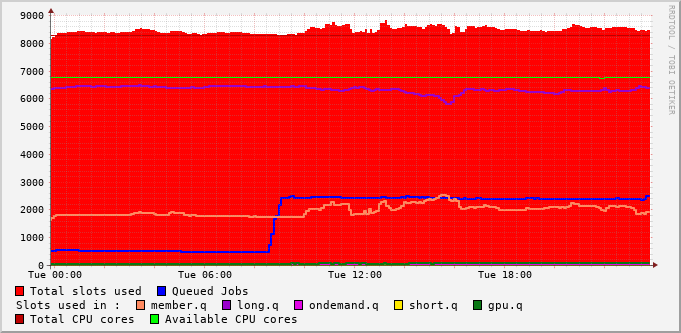 9000
8000
7000
6000
5000
4000
3000
2000
1000
0
Tue 00:00 Tue 06:00 Tue 12:00 Tue 18:00
Total slots used Queued Jobs
Slots used in : member.q long.q ondemand.q short.q gpu.q
Total CPU cores Available CPU cores
RRDTOOL / TOBI OETIKER